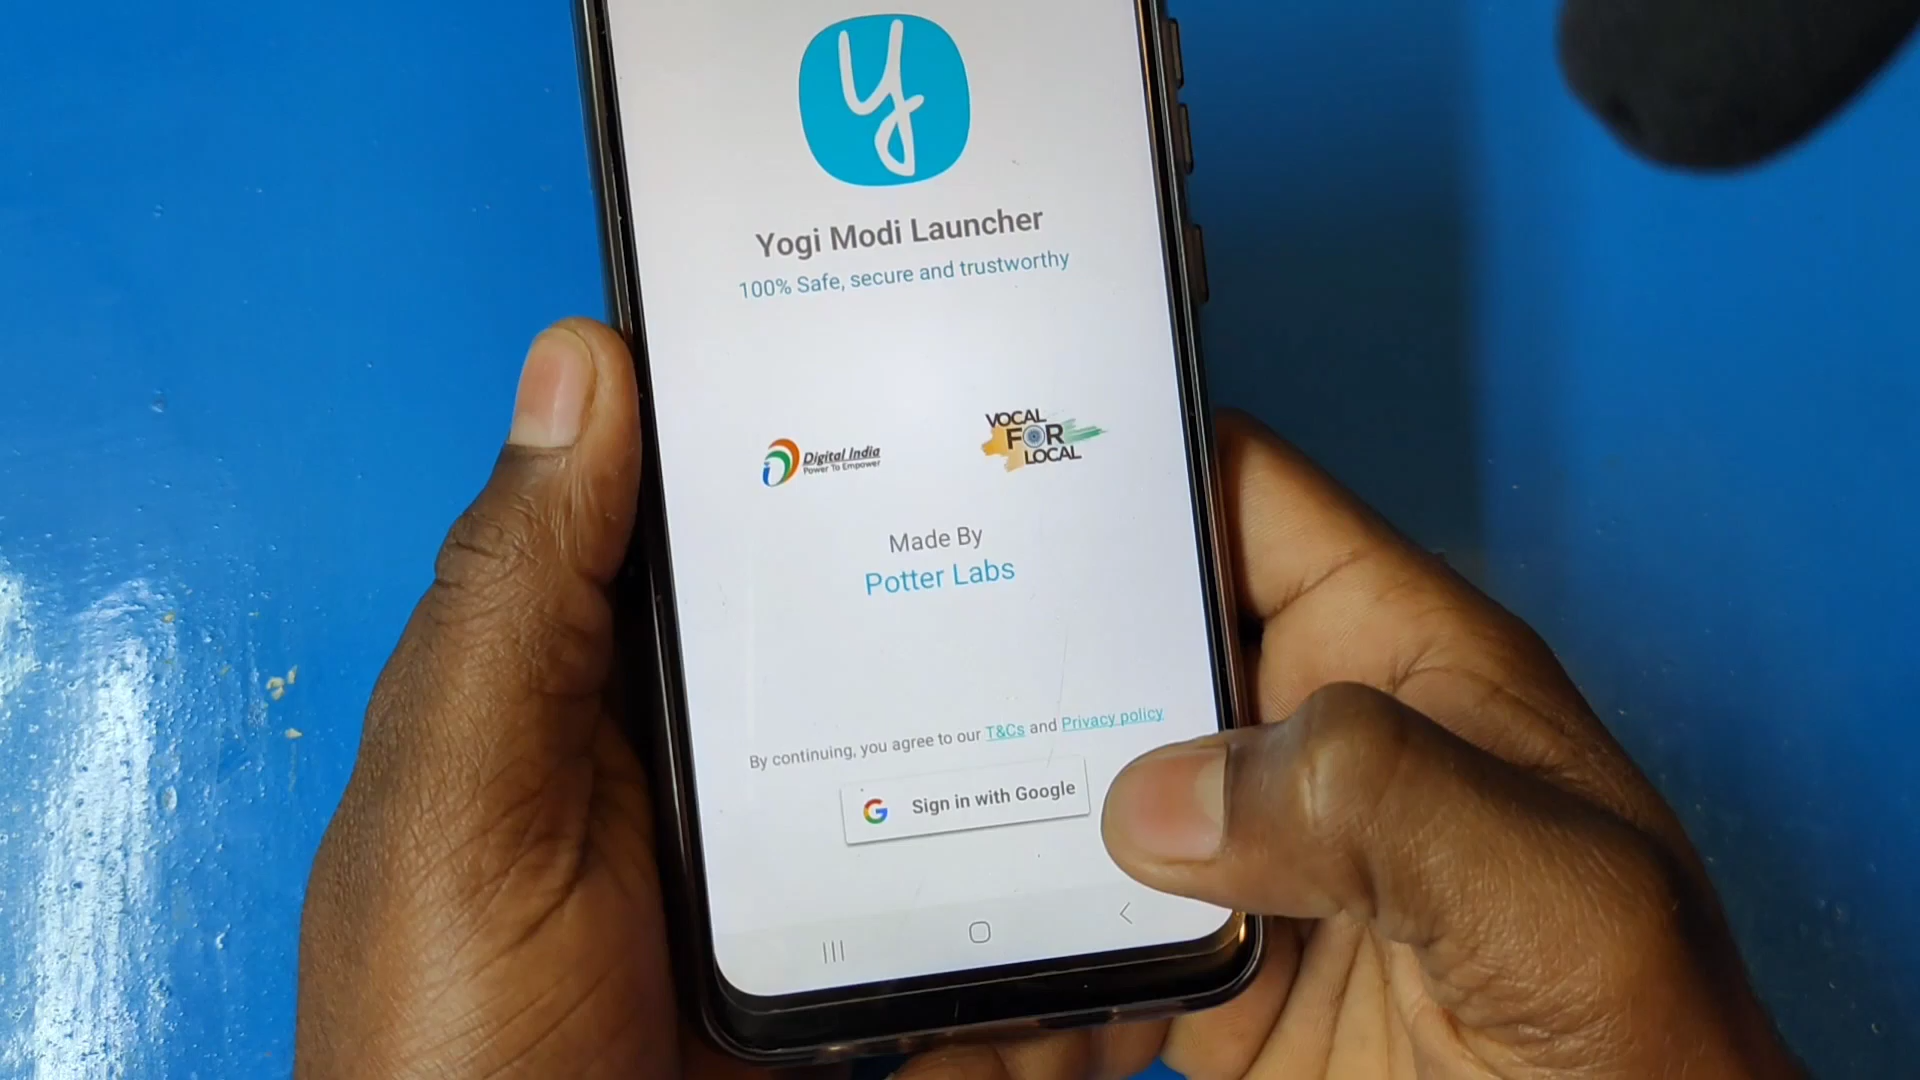 y
Yogi Modi Launcher
100% Safe, secure and trustworthy
Digital India
Power To Empower
VOCAL
FOR
LOCAL
Made By
Potter Labs
By continuing, you agree to our T&Cs and Privacy policy
G Sign in with Google